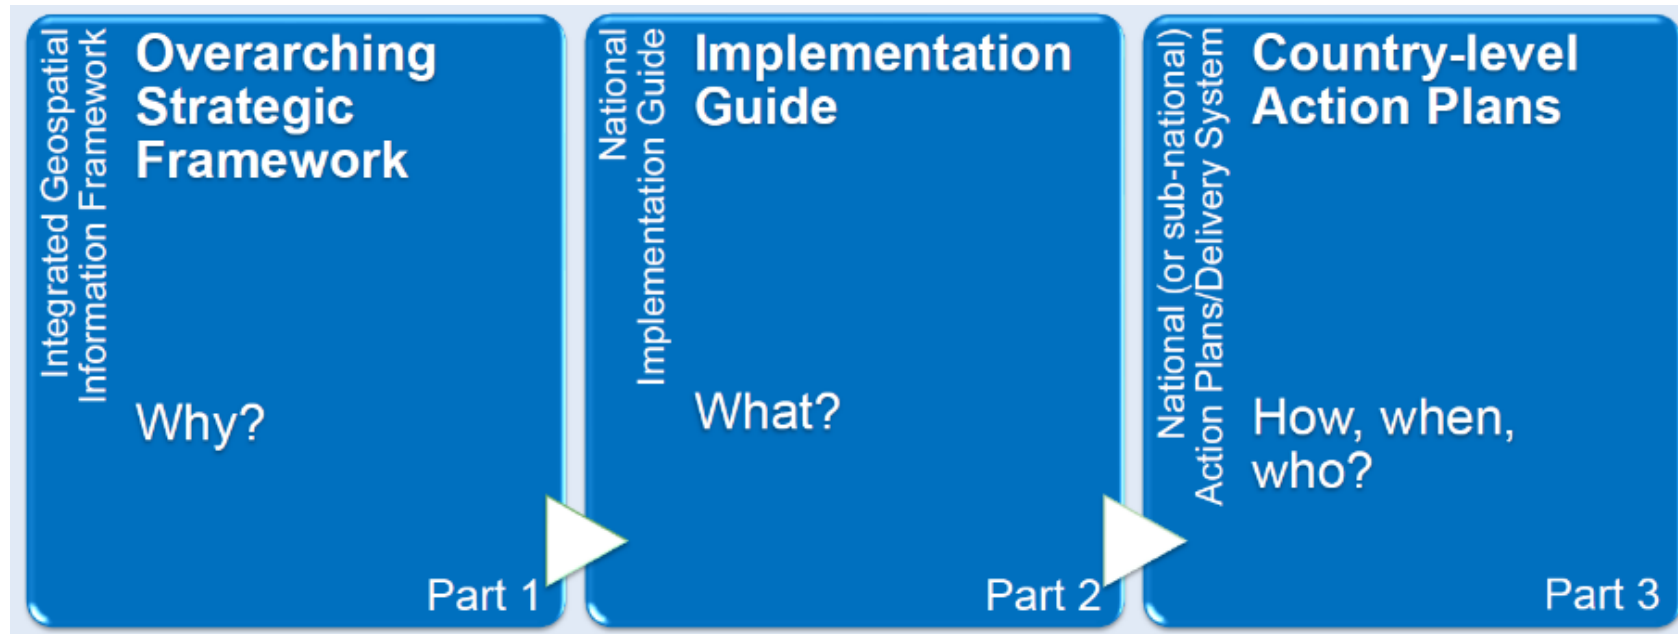 Integrated Geospatial
Information Framework
Overarching
Strategic
Framework
Why?
Part 1
National
Implementation Guide
Implementation
Guide
What?
Part 2
National (or sub-national)
Action Plans/Delivery System
Country-level
Action Plans
How, when,
who?
Part 3